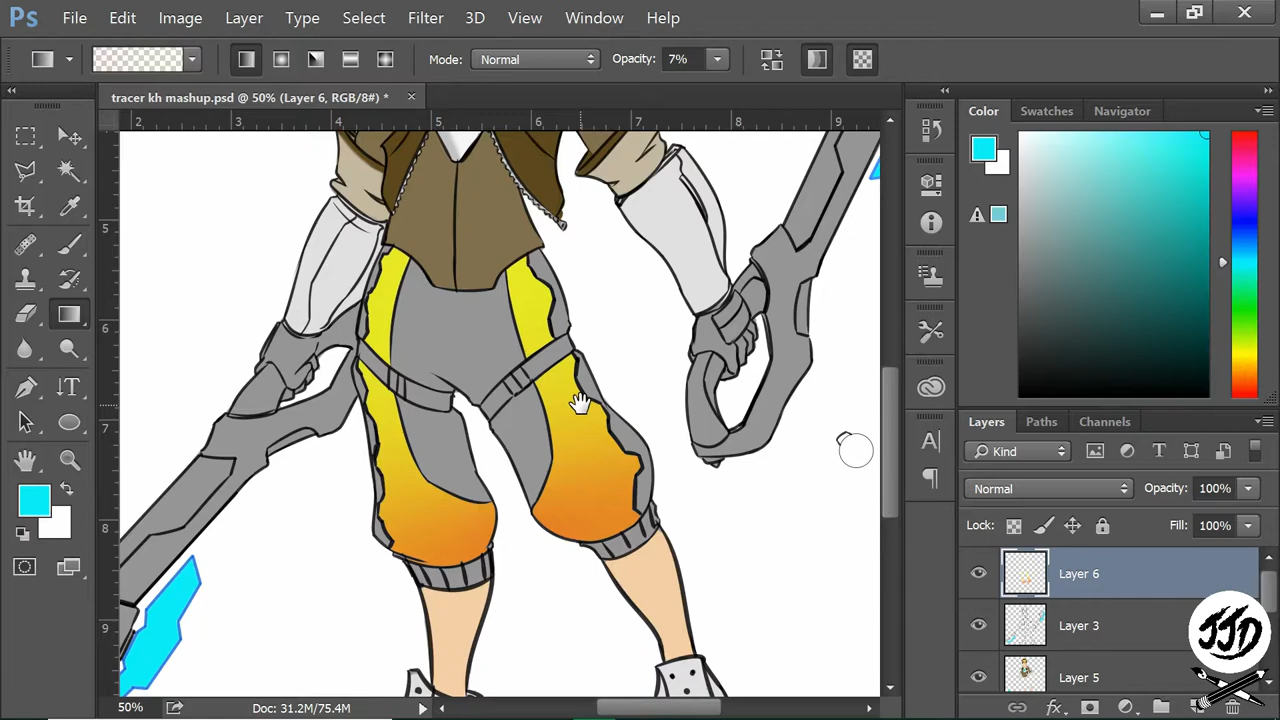 Ps File Edit Image Layer Type Select Filter 3D View Window Help
Mode: Normal Opacity: 7%
tracer kh mashup.psd @ 50% (Layer 6, RGB/8#) *
2 3 4 5 6 7 8 9
5
6
7
8
9
Color Swatches Navigator
Layers Paths Channels
Kind
Normal Opacity: 100%
Lock: Fill: 100%
Layer 6
Layer 3
Layer 5
fx
JJD
50% Doc: 31.2M/75.4M